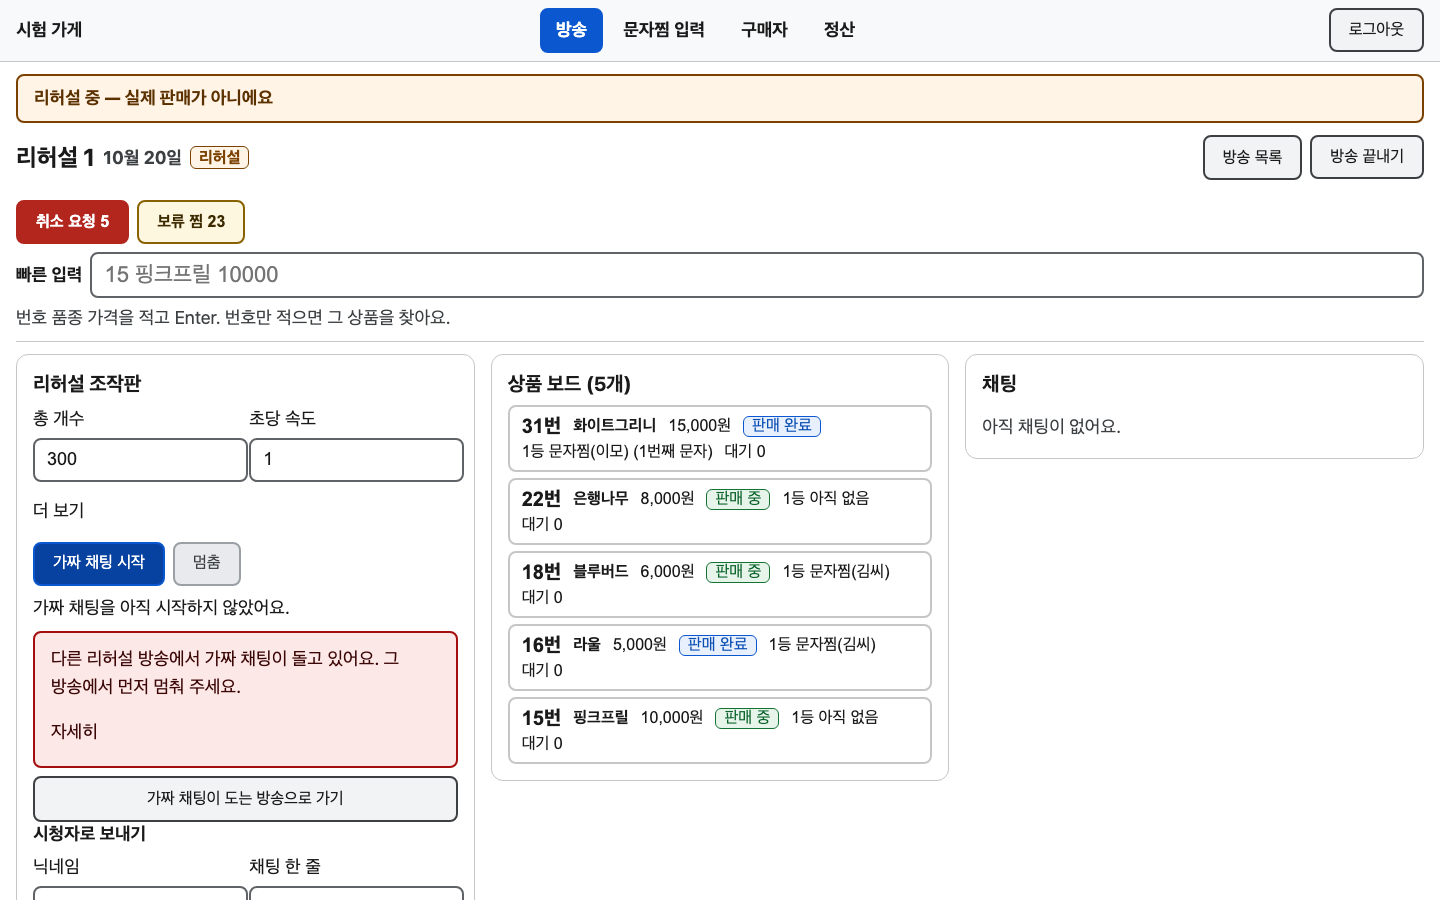 시험 가게
방송
문자찜 입력
구매자
정산
로그아웃
리허설 중 — 실제 판매가 아니에요
리허설 1 10월 20일 리허설
방송 목록
방송 끝내기
취소 요청 5
보류 찜 23
빠른 입력
15 핑크프릴 10000
번호 품종 가격을 적고 Enter. 번호만 적으면 그 상품을 찾아요.
리허설 조작판
총 개수
초당 속도
300
1
더 보기
가짜 채팅 시작
멈춤
가짜 채팅을 아직 시작하지 않았어요.
다른 리허설 방송에서 가짜 채팅이 돌고 있어요. 그
방송에서 먼저 멈춰 주세요.
자세히
가짜 채팅이 도는 방송으로 가기
시청자로 보내기
닉네임
채팅 한 줄
상품 보드 (5개)
31번 화이트그리니 15,000원 판매 완료
1등 문자찜(이모) (1번째 문자) 대기 0
22번 은행나무 8,000원 판매 중 1등 아직 없음
대기 0
18번 블루버드 6,000원 판매 중 1등 문자찜(김씨)
대기 0
16번 라울 5,000원 판매 완료 1등 문자찜(김씨)
대기 0
15번 핑크프릴 10,000원 판매 중 1등 아직 없음
대기 0
채팅
아직 채팅이 없어요.